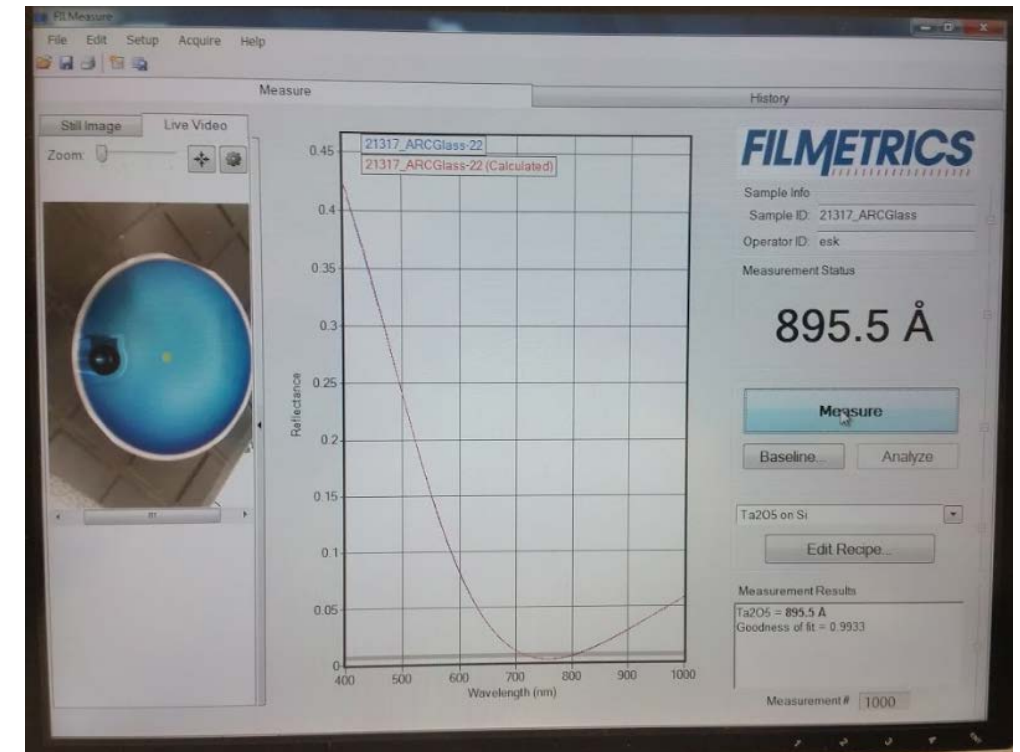 FILMeasure
File Edit Setup Acquire Help
Measure
History
Still Image
Live Video
Zoom:
21317_ARCGlass-22
21317_ARCGlass-22 (Calculated)
0.45
0.4
0.35
0.3
0.25
0.2
0.15
0.1
0.05
0
Reflectance
400 500 600 700 800 900 1000
Wavelength (nm)
FILMETRICS
Sample Info
Sample ID: 21317_ARCGlass
Operator ID: esk
Measurement Status
895.5 Å
Measure
Baseline... Analyze
Ta2O5 on Si
Edit Recipe...
Measurement Results
Ta2O5 = 895.5 Å
Goodness of fit = 0.9933
Measurement # 1000
1 2 3 4